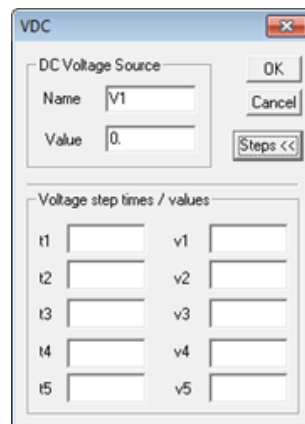 VDC
DC Voltage Source
Name V1
Value 0.
OK
Cancel
Steps <<
Voltage step times / values
t1 v1
t2 v2
t3 v3
t4 v4
t5 v5